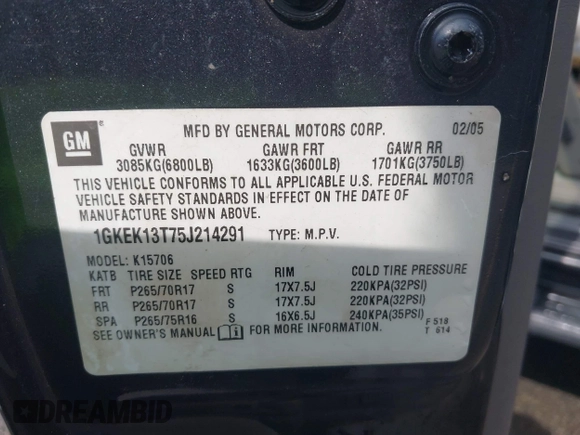 GM
®
MFD BY GENERAL MOTORS CORP. 02/05
GVWR GAWR FRT GAWR RR
3085KG(6800LB) 1633KG(3600LB) 1701KG(3750LB)
THIS VEHICLE CONFORMS TO ALL APPLICABLE U.S. FEDERAL MOTOR
VEHICLE SAFETY STANDARDS IN EFFECT ON THE DATE OF
MANUFACTURE SHOWN ABOVE.
1GKEK13T75J214291 TYPE: M.P.V.
MODEL: K15706
KATB TIRE SIZE SPEED RTG RIM COLD TIRE PRESSURE
FRT P265/70R17 S 17X7.5J 220KPA(32PSI)
RR P265/70R17 S 17X7.5J 220KPA(32PSI)
SPA P265/75R16 S 16X6.5J 240KPA(35PSI)
F 518
T 614
SEE OWNER'S MANUAL FOR MORE INFORMATION.
DREAMBID